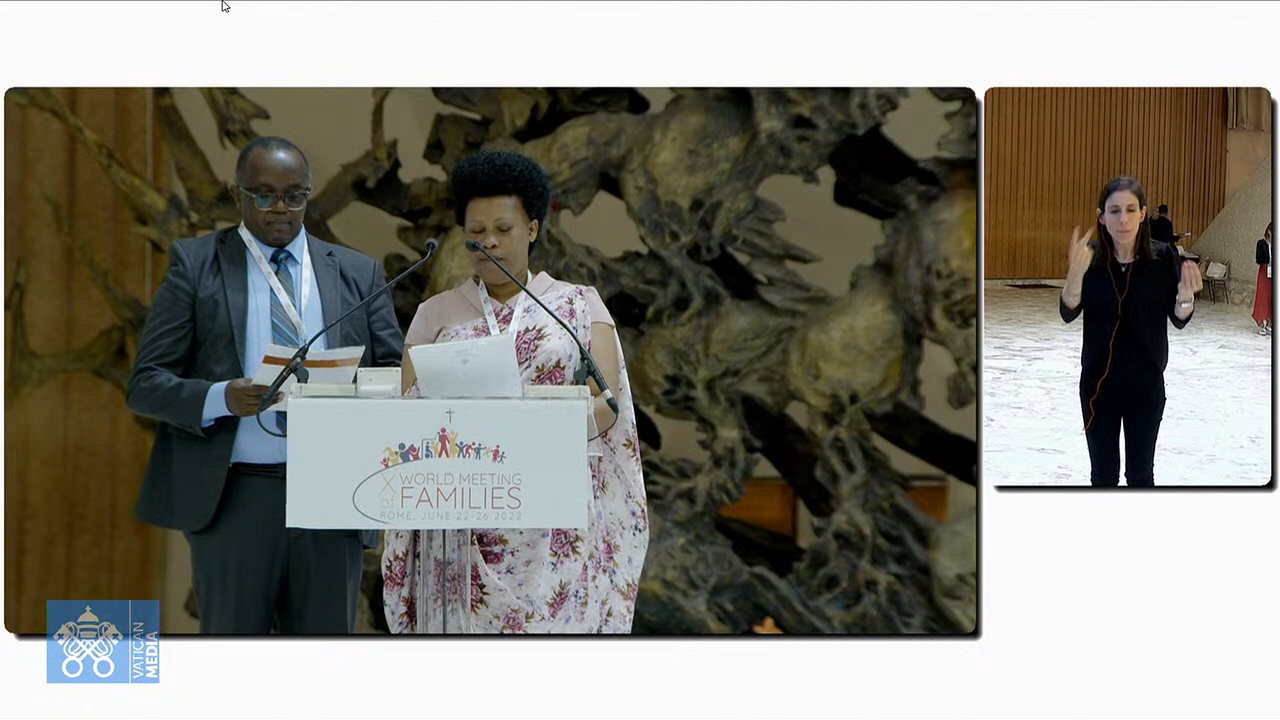 X
OF
WORLD MEETING
FAMILIES
ROME, JUNE 22-26 2022
VATICAN
MEDIA